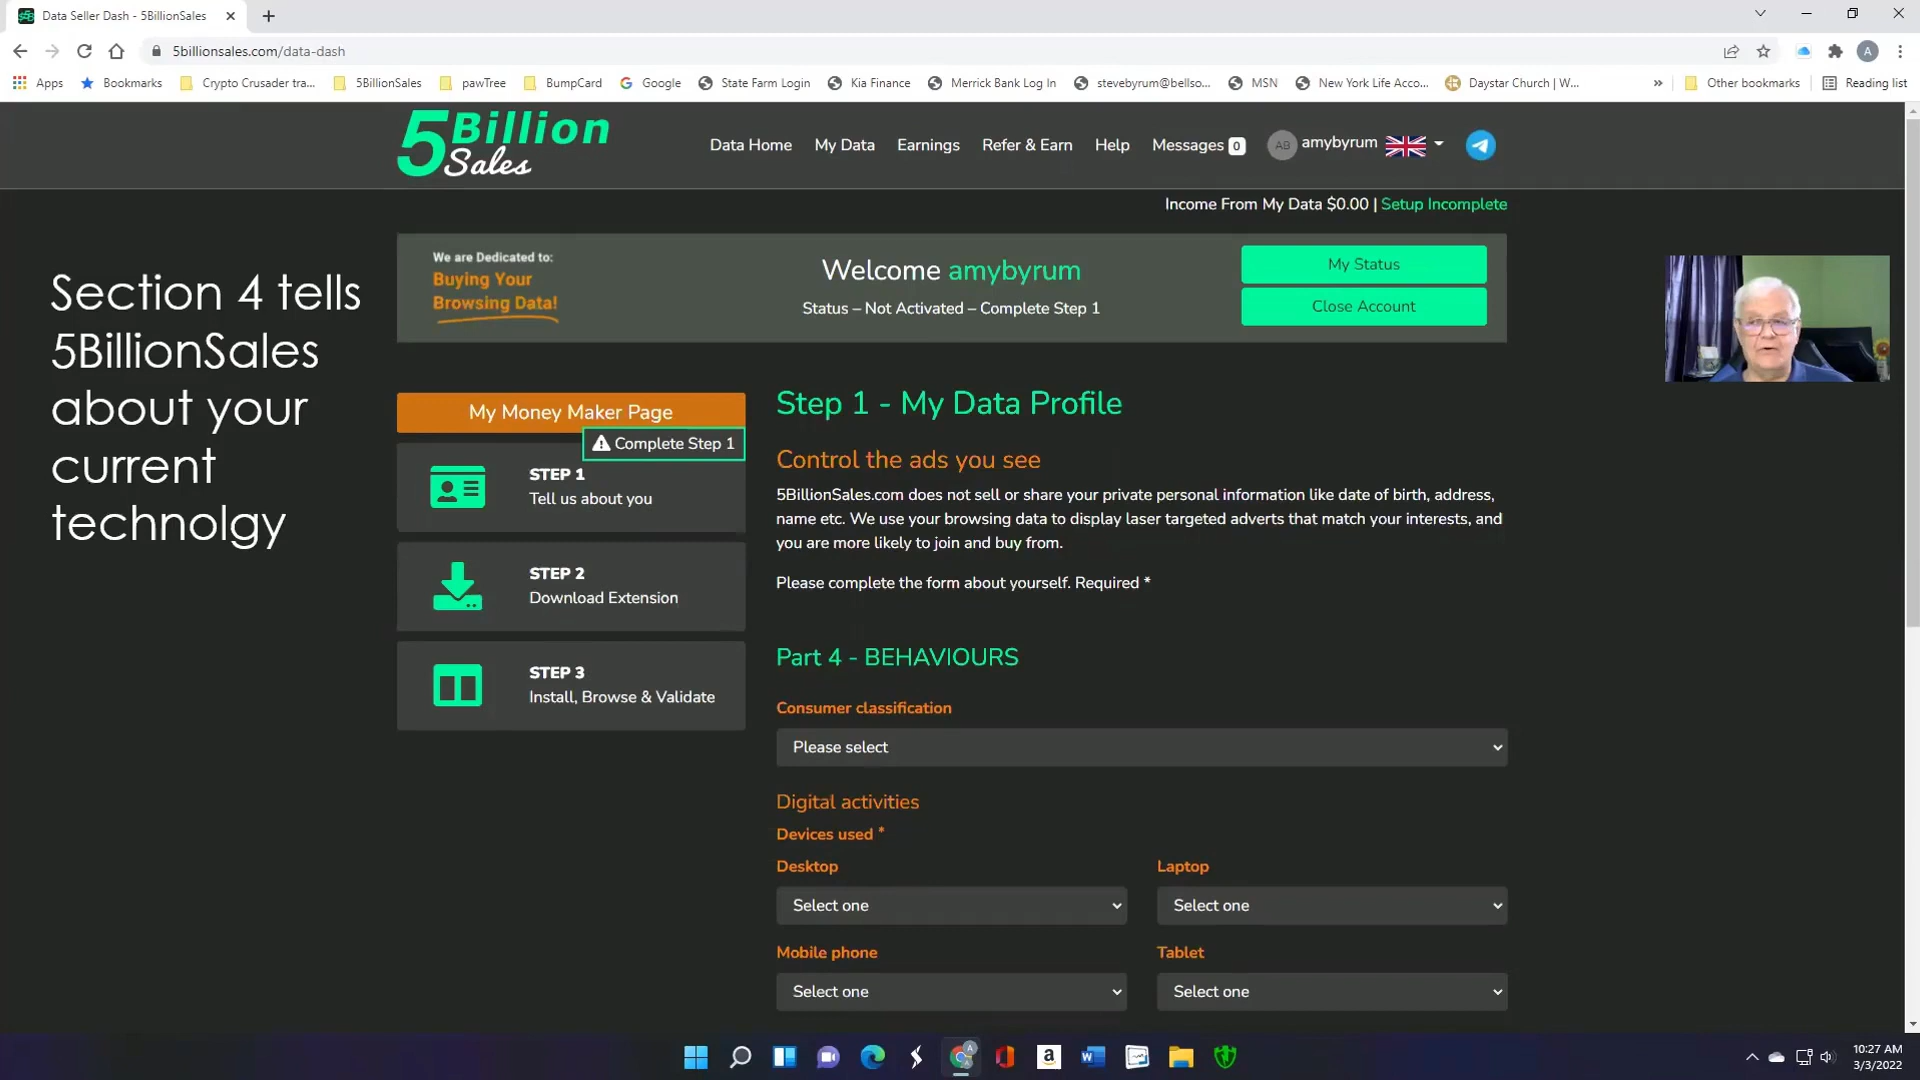 Data Seller Dash - 5BillionSales
5billionsales.com/data-dash
A
Apps
Bookmarks
Crypto Crusader tra...
5BillionSales
pawTree
BumpCard
Google
State Farm Login
Kia Finance
Merrick Bank Log In
stevebyrum@bellso...
MSN
New York Life Acco...
Daystar Church | W...
Other bookmarks
Reading list
5Billion
Sales
Data Home
My Data
Earnings
Refer & Earn
Help
Messages 0
AB
amybyrum
Income From My Data $0.00 | Setup Incomplete
We are Dedicated to:
Buying Your
Browsing Data!
Welcome amybyrum
Status – Not Activated – Complete Step 1
My Status
Close Account
Section 4 tells
5BillionSales
about your
current
technolgy
My Money Maker Page
Complete Step 1
STEP 1
Tell us about you
STEP 2
Download Extension
STEP 3
Install, Browse & Validate
Step 1 - My Data Profile
Control the ads you see
5BillionSales.com does not sell or share your private personal information like date of birth, address,
name etc. We use your browsing data to display laser targeted adverts that match your interests, and
you are more likely to join and buy from.
Please complete the form about yourself. Required *
Part 4 - BEHAVIOURS
Consumer classification
Please select
Digital activities
Devices used *
Desktop
Laptop
Select one
Select one
Mobile phone
Tablet
Select one
Select one
10:27 AM
3/3/2022